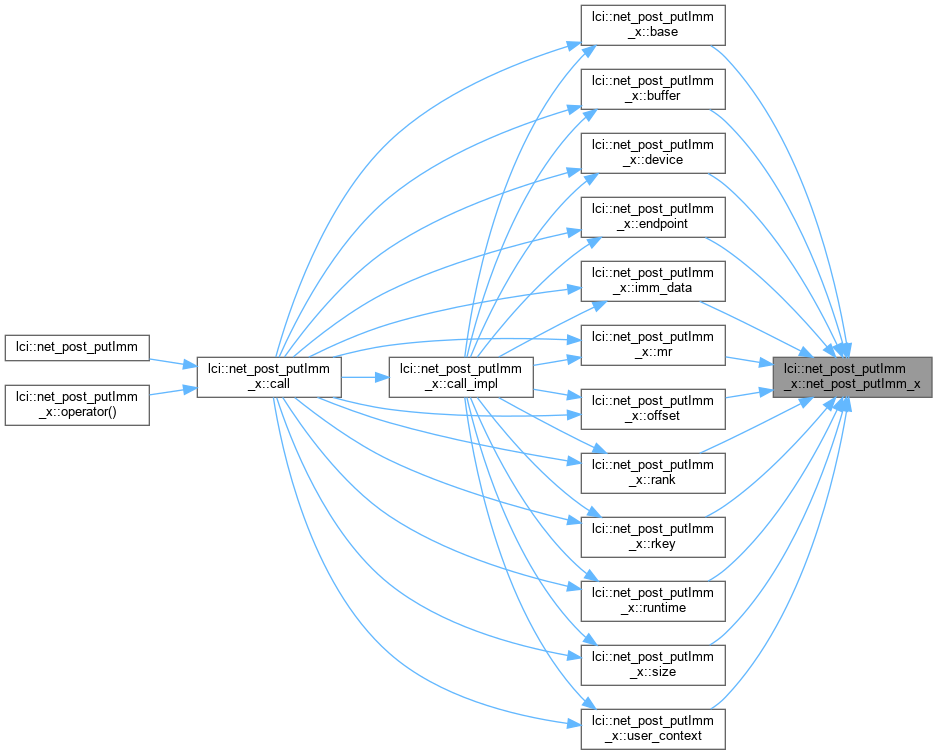 lci::net_post_putImm
lci::net_post_putImm
_x::operator()
lci::net_post_putImm
_x::call
lci::net_post_putImm
_x::call_impl
lci::net_post_putImm
_x::base
lci::net_post_putImm
_x::buffer
lci::net_post_putImm
_x::device
lci::net_post_putImm
_x::endpoint
lci::net_post_putImm
_x::imm_data
lci::net_post_putImm
_x::mr
lci::net_post_putImm
_x::offset
lci::net_post_putImm
_x::rank
lci::net_post_putImm
_x::rkey
lci::net_post_putImm
_x::runtime
lci::net_post_putImm
_x::size
lci::net_post_putImm
_x::user_context
lci::net_post_putImm
_x::net_post_putImm_x